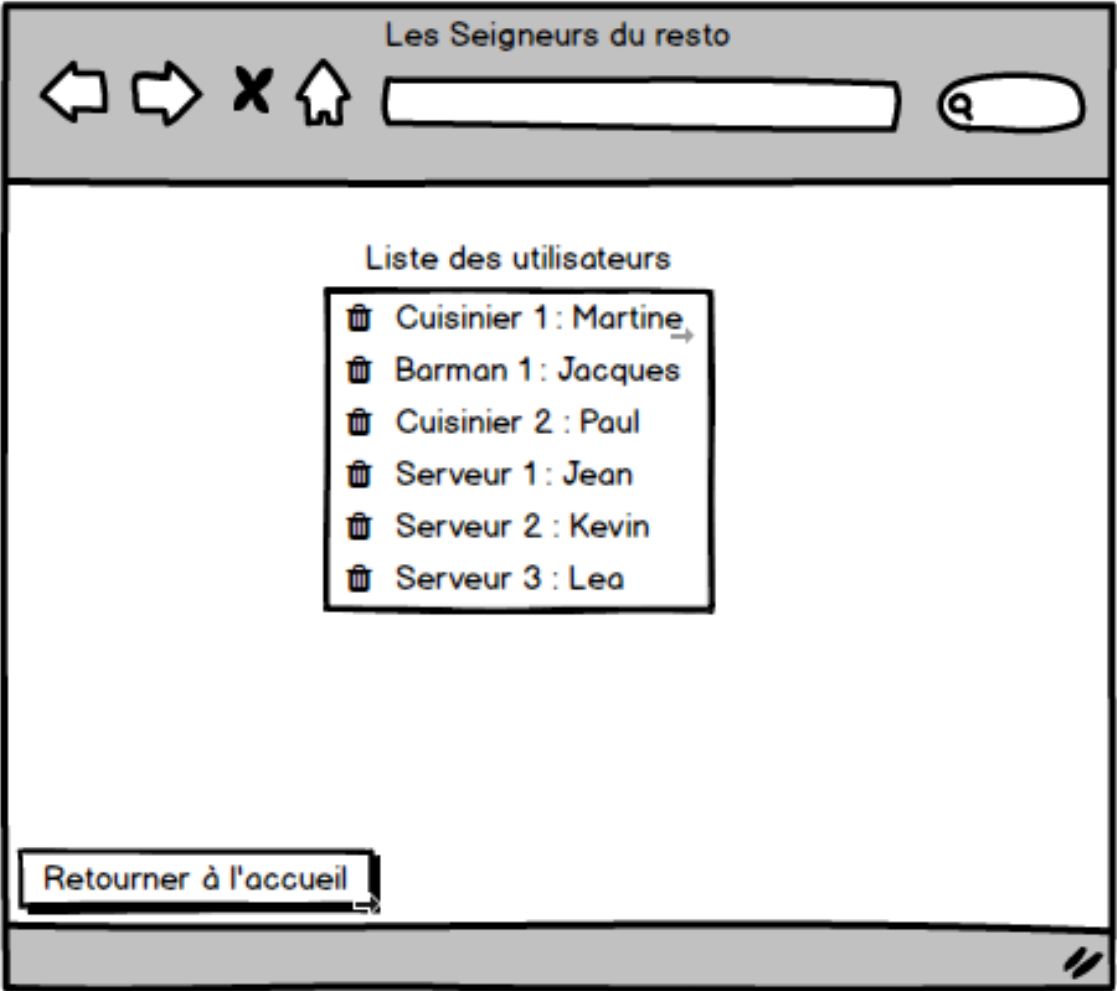 Les Seigneurs du resto
Liste des utilisateurs
Cuisinier 1 : Martine
Barman 1 : Jacques
Cuisinier 2 : Paul
Serveur 1 : Jean
Serveur 2 : Kevin
Serveur 3 : Lea
Retourner à l'accueil